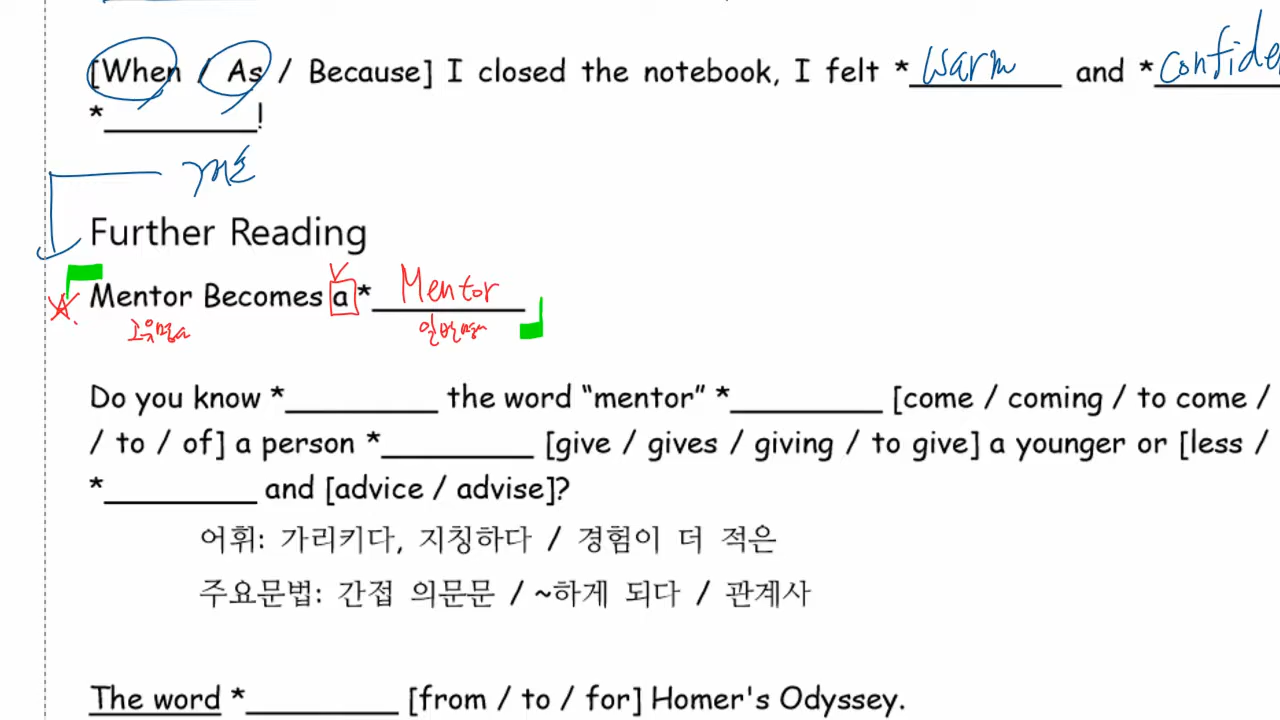 [When / As / Because] I closed the notebook, I felt *warm and *confide
*__________!
Further Reading
Mentor Becomes a *Mentor
고유명사 일반명사
Do you know *__________ the word “mentor” *__________ [come / coming / to come /
/ to / of] a person *__________ [give / gives / giving / to give] a younger or [less /
*__________ and [advice / advise]?
어휘: 가리키다, 지칭하다 / 경험이 더 적은
주요문법: 간접 의문문 / ~하게 되다 / 관계사
The word *__________ [from / to / for] Homer's Odyssey.